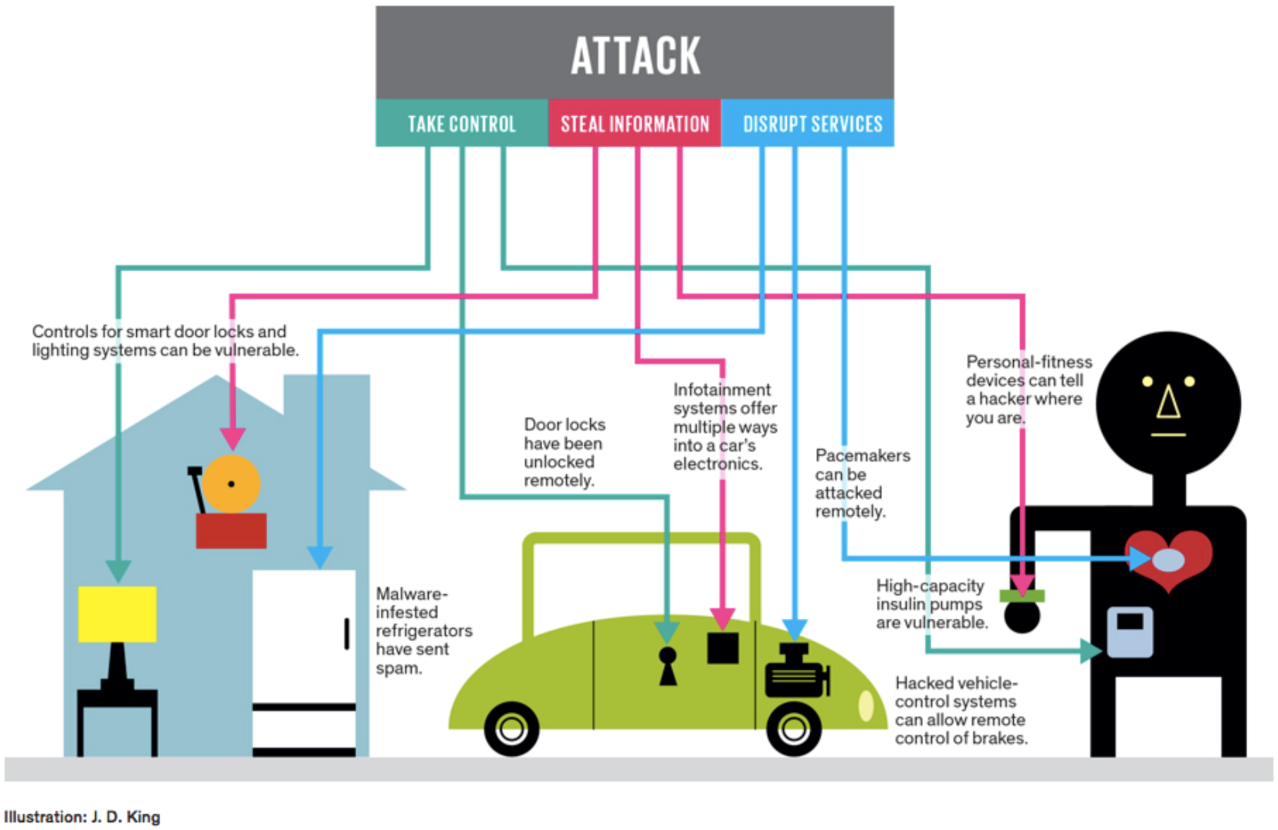 ATTACK
TAKE CONTROL
STEAL INFORMATION
DISRUPT SERVICES
Controls for smart door locks and
lighting systems can be vulnerable.
Malware-
infested
refrigerators
have sent
spam.
Door locks
have been
unlocked
remotely.
Infotainment
systems offer
multiple ways
into a car's
electronics.
Pacemakers
can be
attacked
remotely.
Personal-fitness
devices can tell
a hacker where
you are.
High-capacity
insulin pumps
are vulnerable.
Hacked vehicle-
control systems
can allow remote
control of brakes.
Illustration: J. D. King